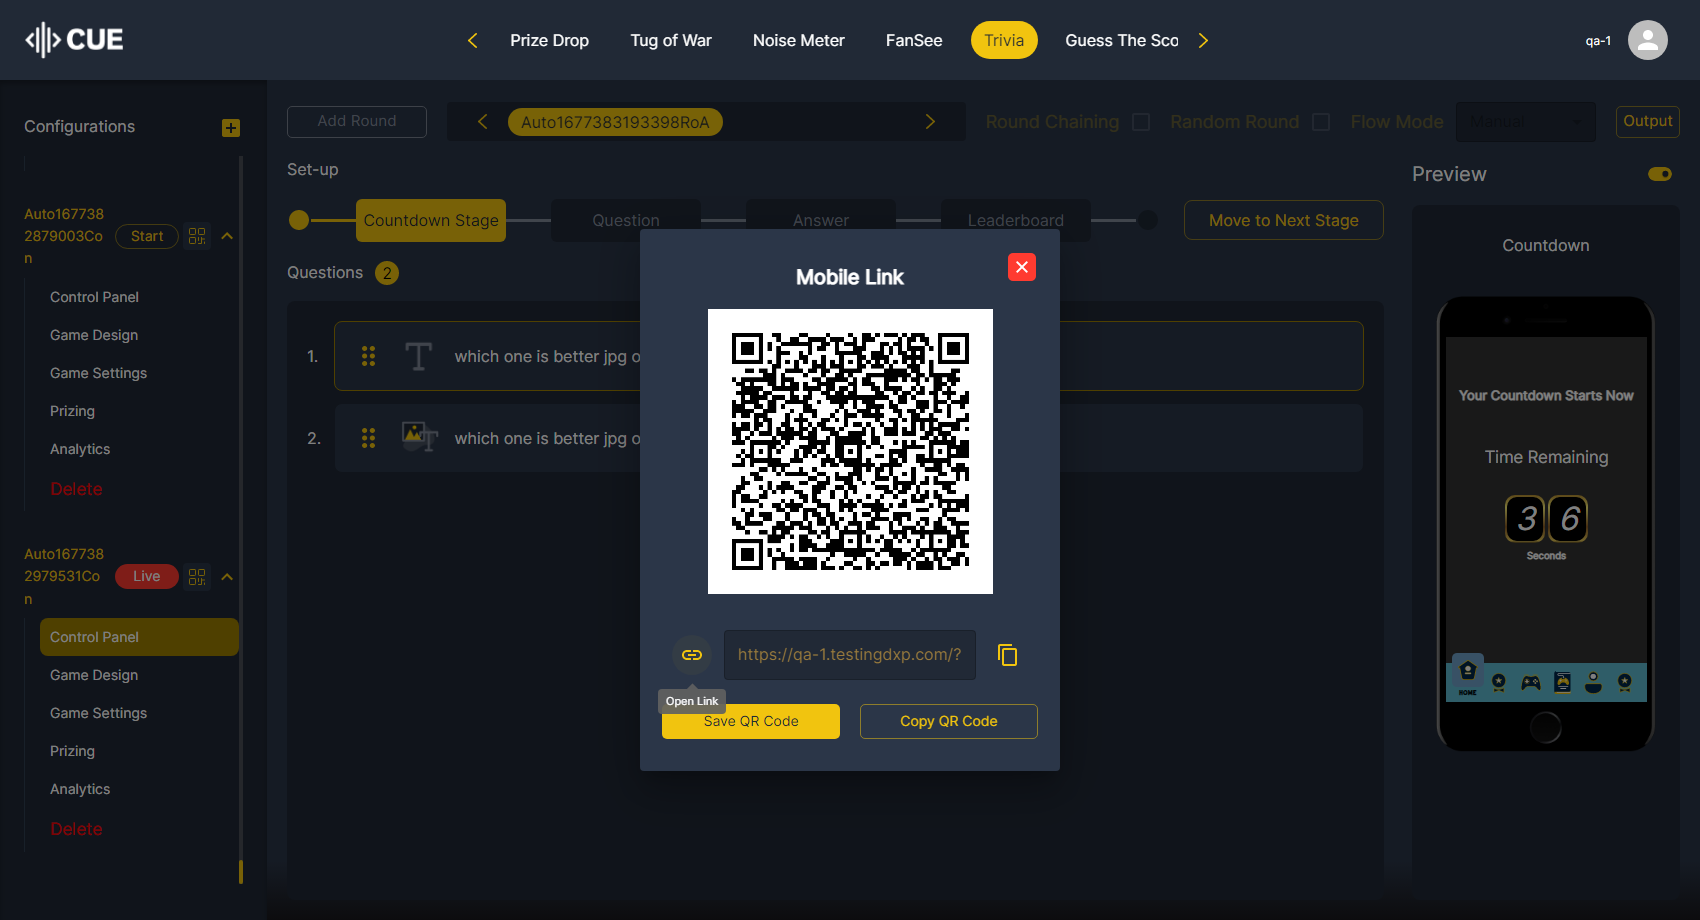 CUE
Prize Drop
Tug of War
Noise Meter
FanSee
Trivia
Guess The Sco
qa-1
Configurations
Auto167738
2879003Co
n
Start
Control Panel
Game Design
Game Settings
Prizing
Analytics
Delete
Auto167738
2979531Co
n
Live
Control Panel
Game Design
Game Settings
Prizing
Analytics
Delete
Add Round
Auto1677383193398RoA
Round Chaining
Random Round
Flow Mode
Manual
Output
Set-up
Countdown Stage
Question
Answer
Leaderboard
Move to Next Stage
Questions 2
1. which one is better jpg o
2. which one is better jpg o
Mobile Link
https://qa-1.testingdxp.com/?
Open Link
Save QR Code
Copy QR Code
Preview
Countdown
Your Countdown Starts Now
Time Remaining
3 6
Seconds
HOME